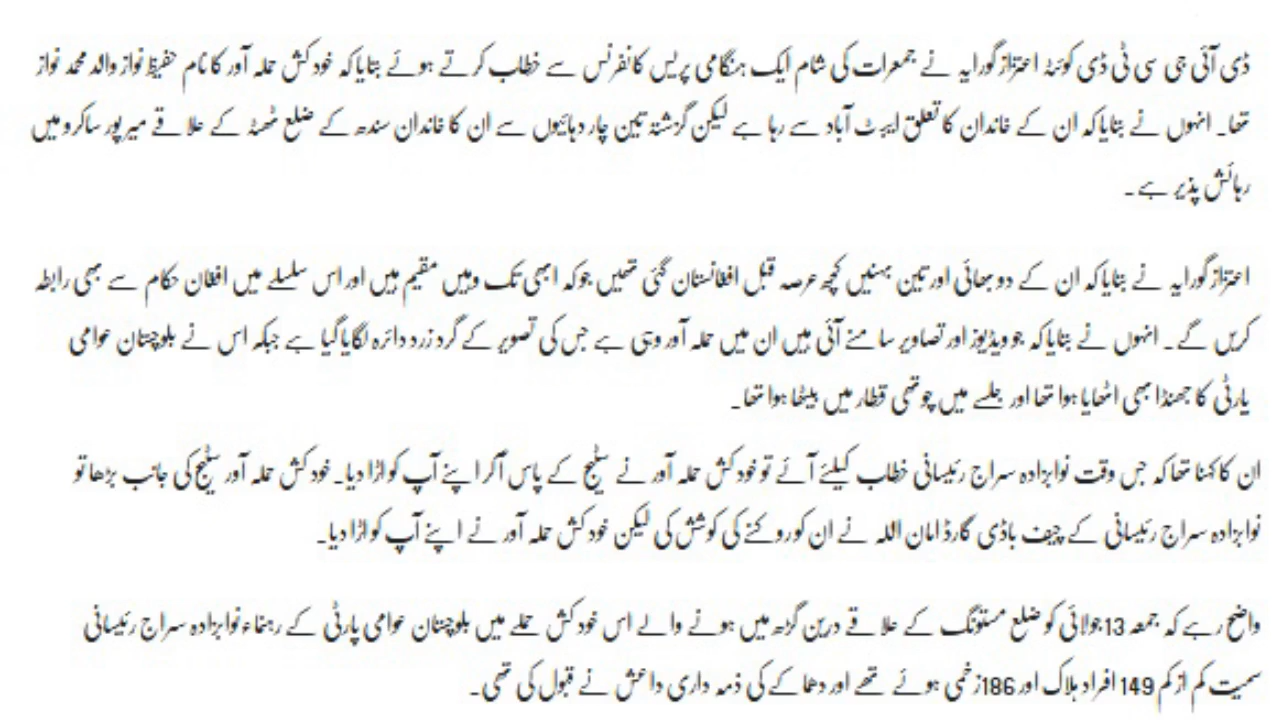 ڈی آئی جی سی ٹی ڈی کوئٹہ اعتزاز گورایہ نے جمعرات کی شام ایک ہنگامی پریس کانفرنس سے خطاب کرتے ہوئے بتایا کہ خودکش حملہ آور کا نام حفیظ نواز والد محمد نواز
تھا۔ انہوں نے بتایا کہ ان کے خاندان کا تعلق ایبٹ آباد سے رہا ہے لیکن گزشتہ تین چار دہائیوں سے ان کا خاندان سندھ کے ضلع ٹھٹہ کے علاقے میرپور ساکرو میں
رہائش پذیر ہے۔
اعتزاز گورایہ نے بتایا کہ ان کے دو بھائی اور تین بہنیں کچھ عرصہ قبل افغانستان گئی تھیں جو کہ ابھی تک وہیں مقیم ہیں اور اس سلسلے میں افغان حکام سے بھی رابطہ
کریں گے۔ انہوں نے بتایا کہ جو ویڈیوز اور تصاویر سامنے آئی ہیں ان میں حملہ آور وہی ہے جس کی تصویر کے گرد زرد دائرہ لگایا گیا ہے جبکہ اس نے بلوچستان عوامی
پارٹی کا جھنڈا بھی اٹھایا ہوا تھا اور جلسے میں چوتھی قطار میں بیٹھا ہوا تھا۔
ان کا کہنا تھا کہ جس وقت نوابزادہ سراج رئیسانی خطاب کیلئے آئے تو خودکش حملہ آور نے سٹیج کے پاس آکر اپنے آپ کو اڑا دیا۔ خودکش حملہ آور سٹیج کی جانب بڑھا تو
نوابزادہ سراج رئیسانی کے چیف باڈی گارڈ امان اللہ نے ان کو روکنے کی کوشش کی لیکن خودکش حملہ آور نے اپنے آپ کو اڑا دیا۔
واضح رہے کہ جمعہ 13 جولائی کو ضلع مستونگ کے علاقے درین گڑھ میں ہونے والے اس خودکش حملے میں بلوچستان عوامی پارٹی کے رہنماء نوابزادہ سراج رئیسانی
سمیت کم از کم 149 افراد ہلاک اور 186 زخمی ہوئے تھے اور دھماکے کی ذمہ داری داعش نے قبول کی تھی۔